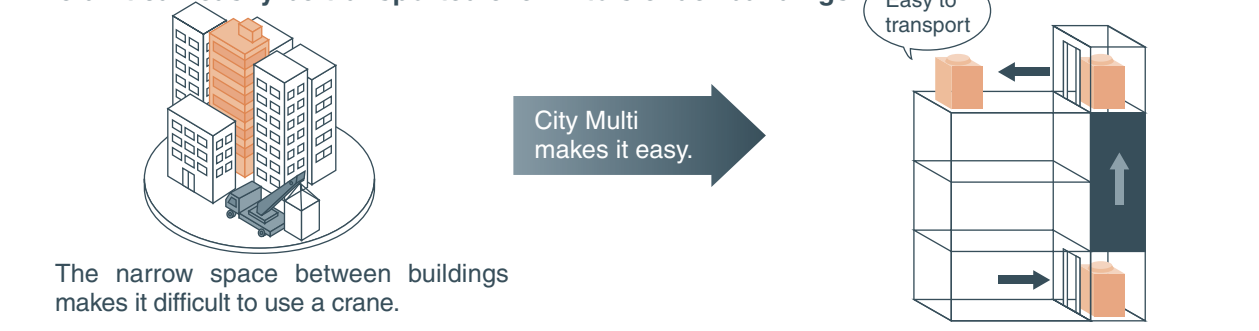 Easy to
transport
City Multi
makes it easy.
The narrow space between buildings
makes it difficult to use a crane.